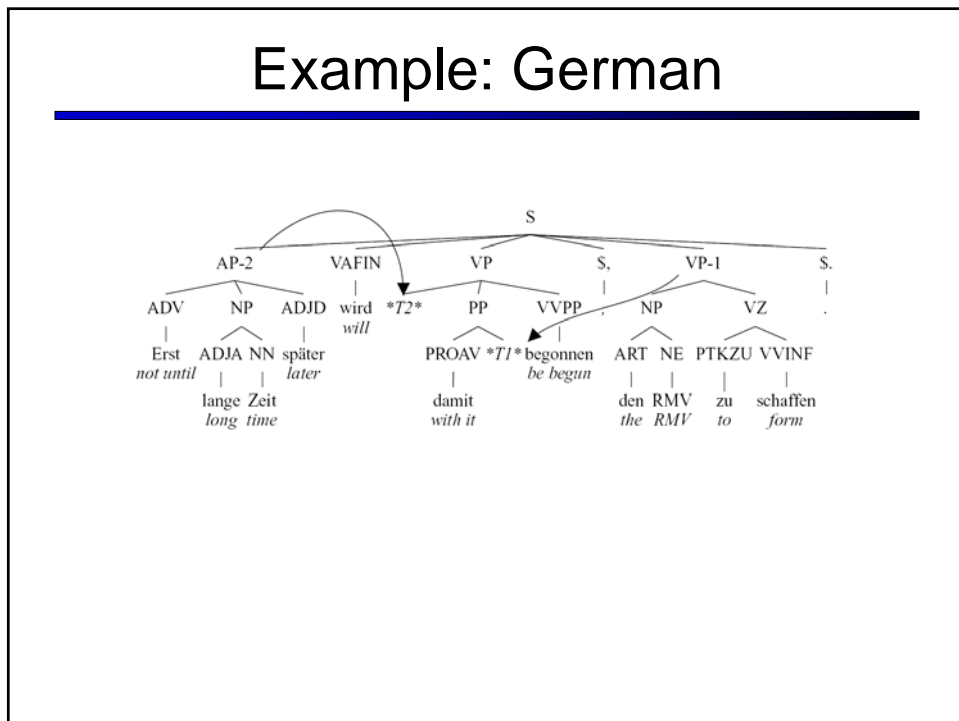 Example: German
S
AP-2 VAFIN VP $, VP-1 $.
ADV NP ADJD wird *T2* PP VVPP , NP VZ .
will
Erst ADJA NN später PROAV *T1* begonnen ART NE PTKZU VVINF
not until later be begun
lange Zeit damit den RMV zu schaffen
long time with it the RMV to form